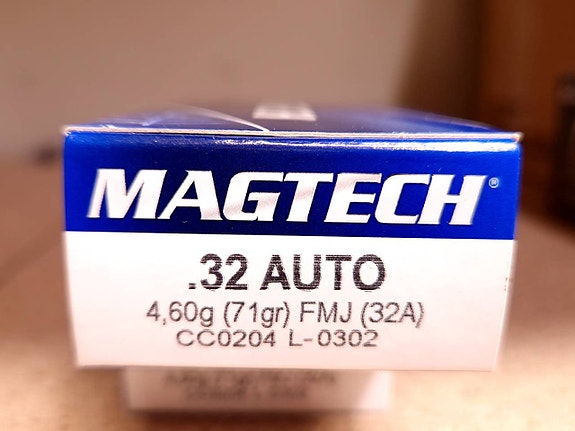 MAGTECH®
.32 AUTO
4,60g (71gr) FMJ (32A)
CC0204 L-0302